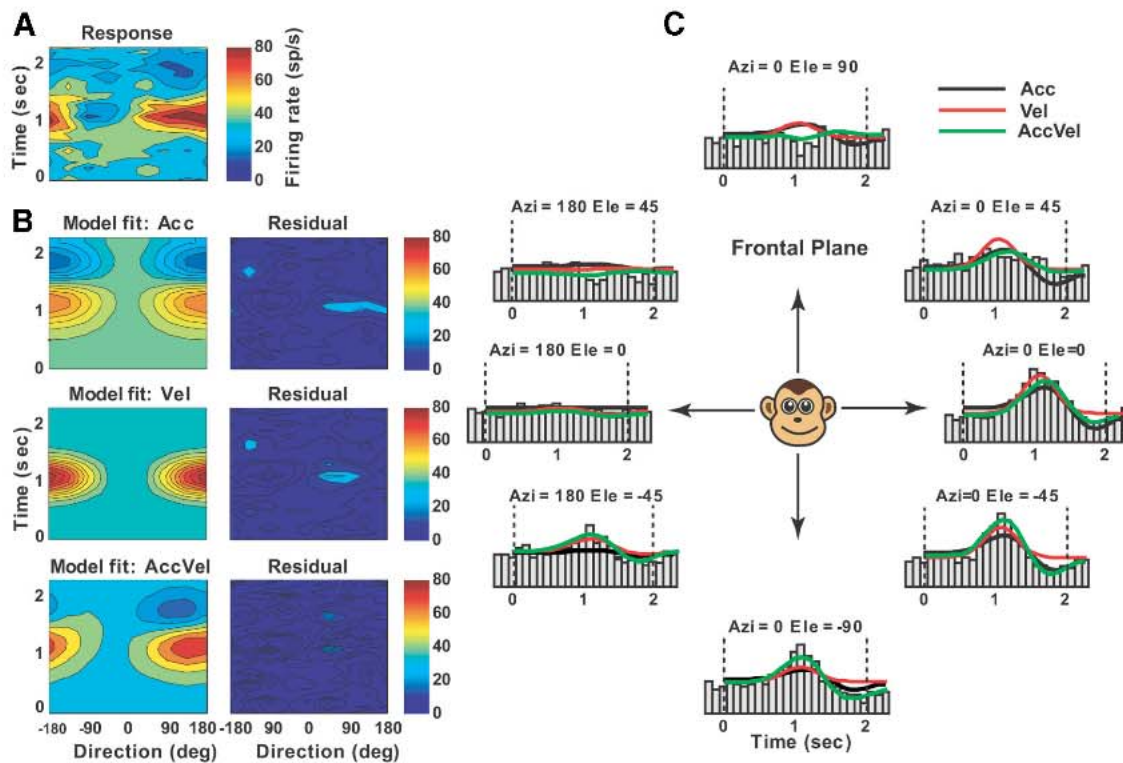 A
Response
Time (sec)
2
1
0
80
60
40
20
0
Firing rate (sp/s)
B
Model fit: Acc
Residual
2
1
0
80
60
40
20
0
Model fit: Vel
Residual
Time (sec)
2
1
0
80
60
40
20
0
Model fit: AccVel
Residual
2
1
0
80
60
40
20
0
-180 -90 0 90 180
-180 -90 0 90 180
Direction (deg)
Direction (deg)
C
Acc
Vel
AccVel
Azi = 0 Ele = 90
0 1 2
Azi = 180 Ele = 45
0 1 2
Frontal Plane
Azi = 0 Ele = 45
0 1 2
Azi = 180 Ele = 0
0 1 2
Azi= 0 Ele=0
0 1 2
Azi = 180 Ele = -45
0 1 2
Azi=0 Ele = -45
0 1 2
Azi = 0 Ele = -90
0 1 2
Time (sec)